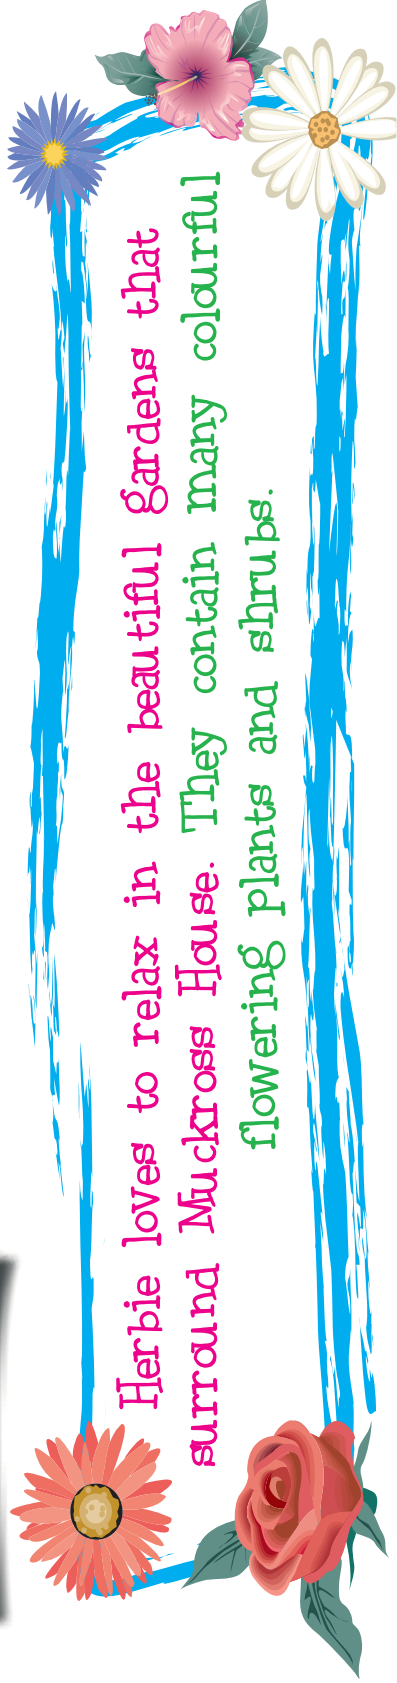 Herbie loves to relax in the beautiful gardens that
surround Muckross House. They contain many colourful
flowering plants and shrubs.